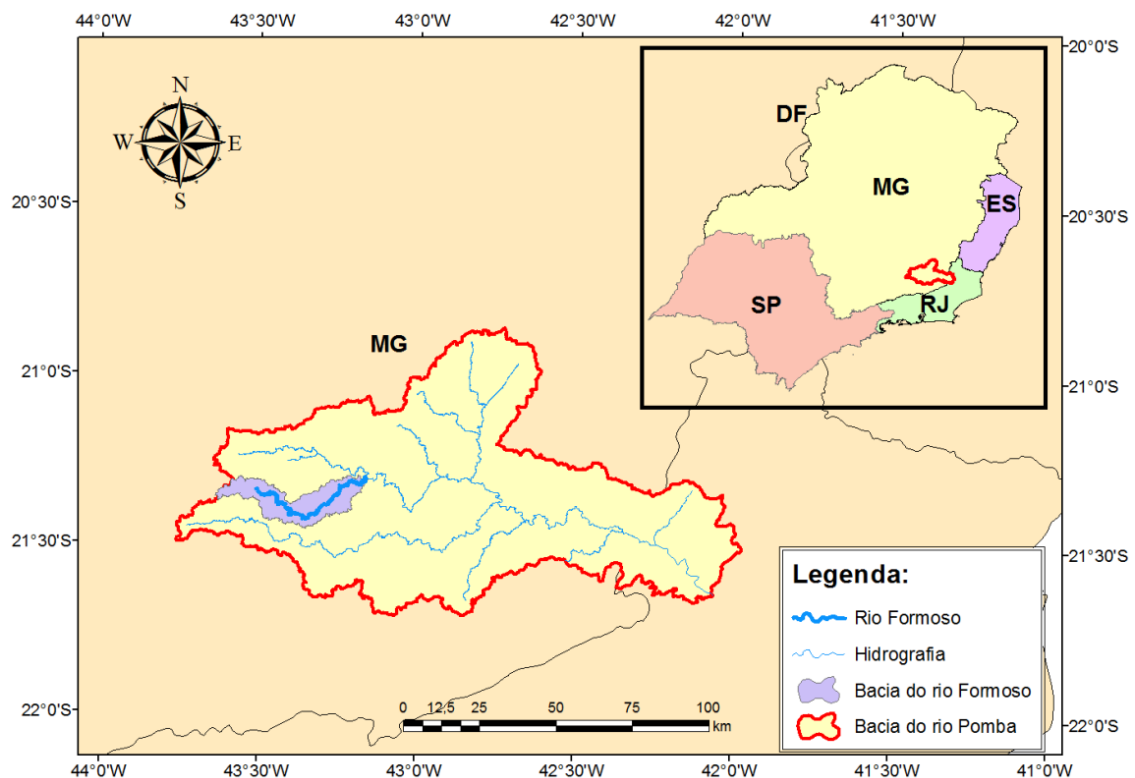 44°0'W 43°0'W 42°30'W 42°0'W 41°30'W
43°30'W
20°0'S
N
W E
S
DF
MG
ES
20°30'S 20°30'S
SP RJ
MG
21°0'S 21°0'S
21°30'S 21°30'S
Legenda:
Rio Formoso
Hidrografia
Bacia do rio Formoso
Bacia do rio Pomba
0 12,5 25 50 75 100
km
22°0'S 22°0'S
44°0'W 43°30'W 43°0'W 42°30'W 42°0'W 41°30'W 41°0'W